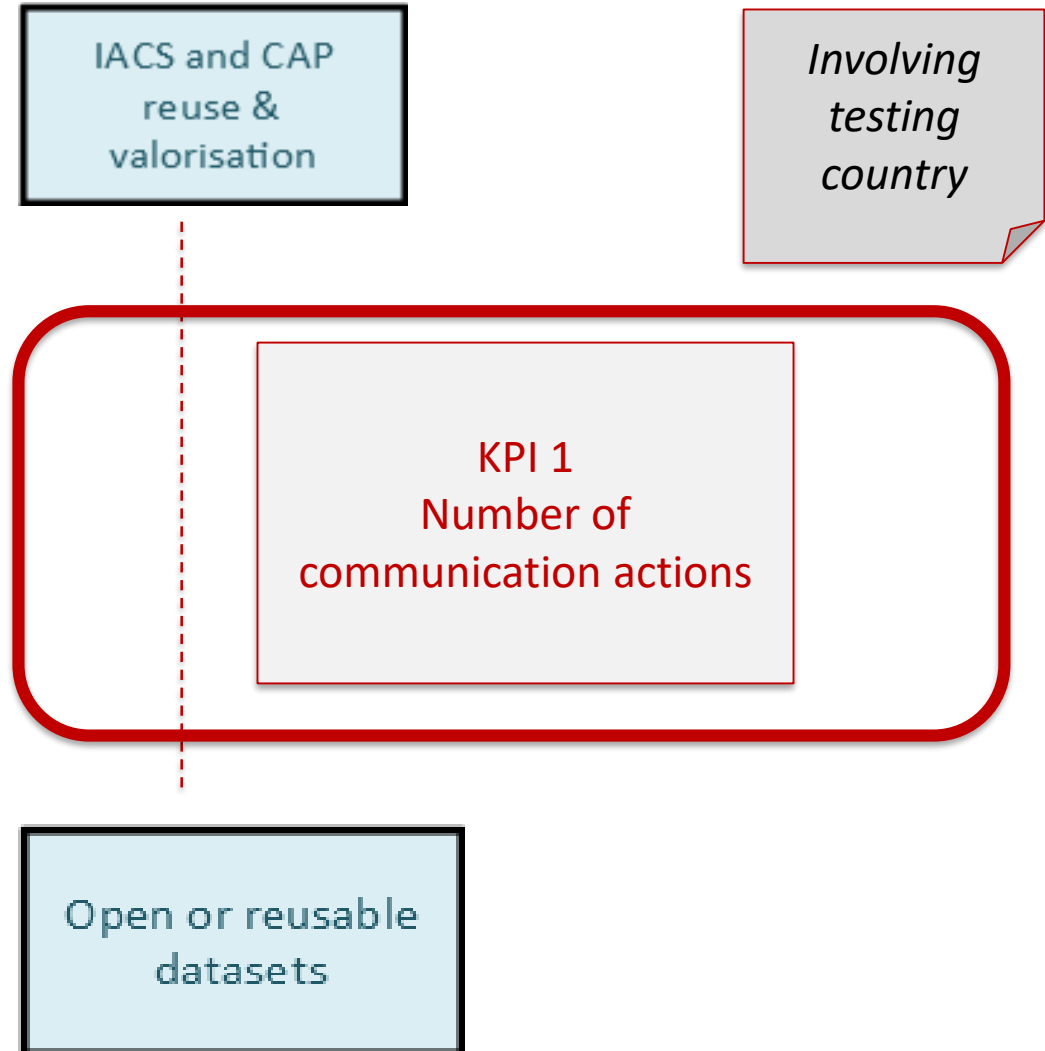 IACS and CAP
reuse &
valorisation
Involving
testing
country
KPI 1
Number of
communication actions
Open or reusable
datasets